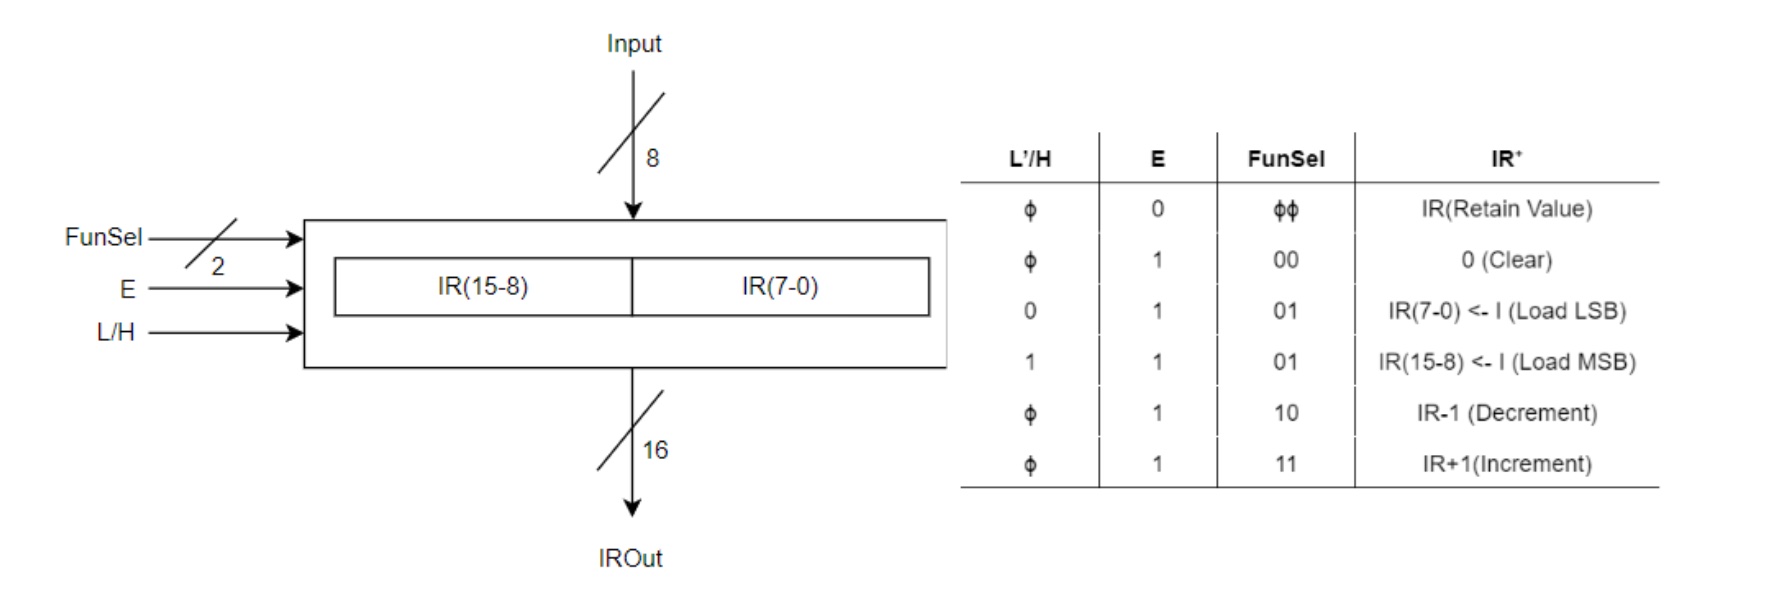 Input
8
FunSel
2
E
L/H
IR(15-8) IR(7-0)
16
IROut
L'/H E FunSel IR⁺
ϕ 0 ϕϕ IR(Retain Value)
ϕ 1 00 0 (Clear)
0 1 01 IR(7-0) <- I (Load LSB)
1 1 01 IR(15-8) <- I (Load MSB)
ϕ 1 10 IR-1 (Decrement)
ϕ 1 11 IR+1(Increment)